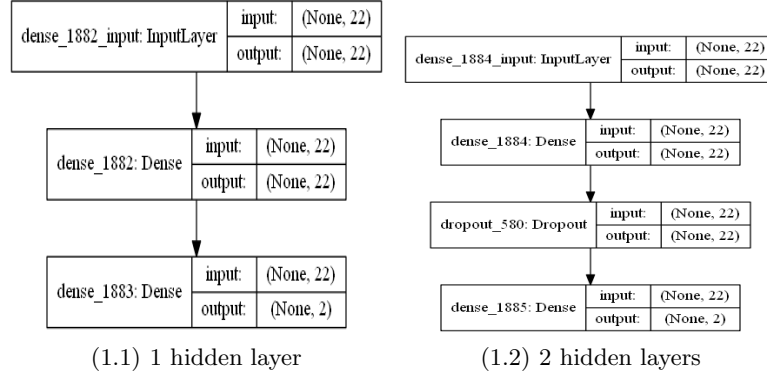 dense_1882_input: InputLayer
input: (None, 22)
output: (None, 22)
dense_1882: Dense
input: (None, 22)
output: (None, 22)
dense_1883: Dense
input: (None, 22)
output: (None, 2)
(1.1) 1 hidden layer
dense_1884_input: InputLayer
input: (None, 22)
output: (None, 22)
dense_1884: Dense
input: (None, 22)
output: (None, 22)
dropout_580: Dropout
input: (None, 22)
output: (None, 22)
dense_1885: Dense
input: (None, 22)
output: (None, 2)
(1.2) 2 hidden layers